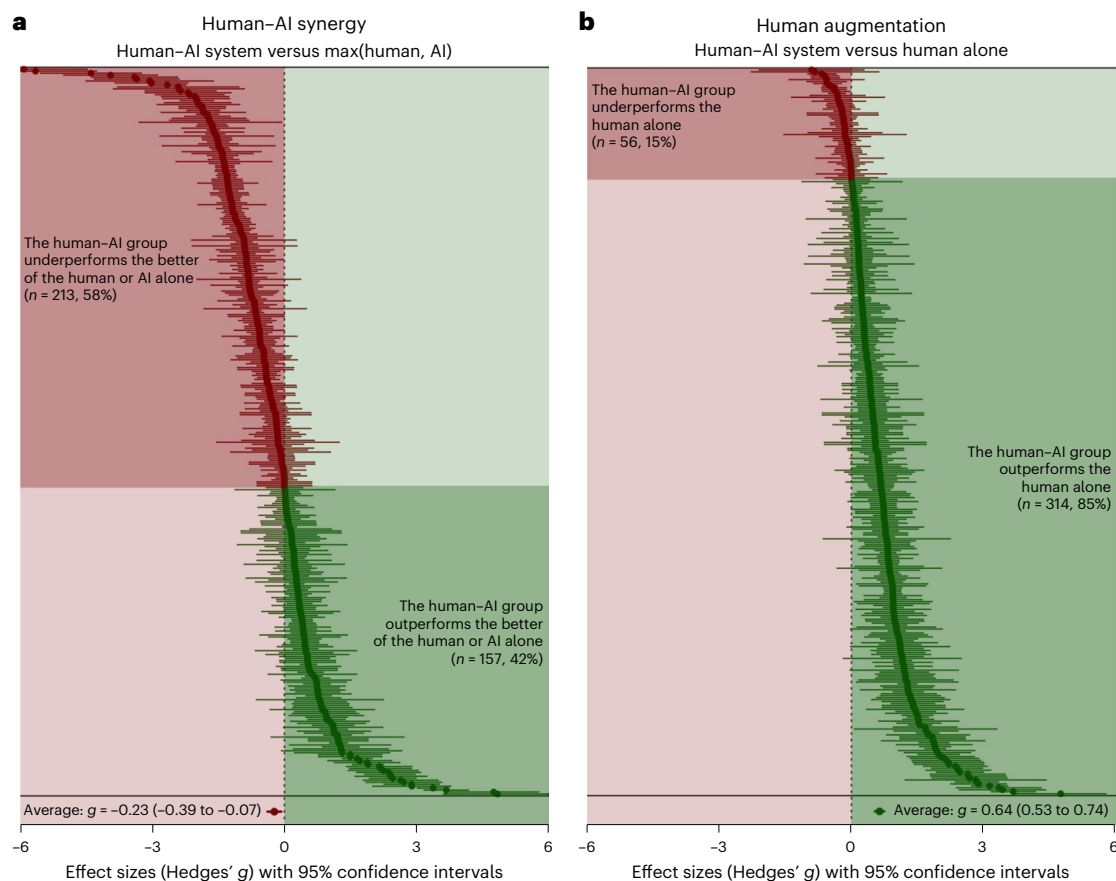 a
Human–AI synergy
Human–AI system versus max(human, AI)
The human–AI group
underperforms the better
of the human or AI alone
(n = 213, 58%)
The human–AI group
outperforms the better
of the human or AI alone
(n = 157, 42%)
Average: g = −0.23 (−0.39 to −0.07)
−6
−3
0
3
6
Effect sizes (Hedges’ g) with 95% confidence intervals
b
Human augmentation
Human–AI system versus human alone
The human–AI group
underperforms the
human alone
(n = 56, 15%)
The human–AI group
outperforms the
human alone
(n = 314, 85%)
Average: g = 0.64 (0.53 to 0.74)
−6
−3
0
3
6
Effect sizes (Hedges’ g) with 95% confidence intervals